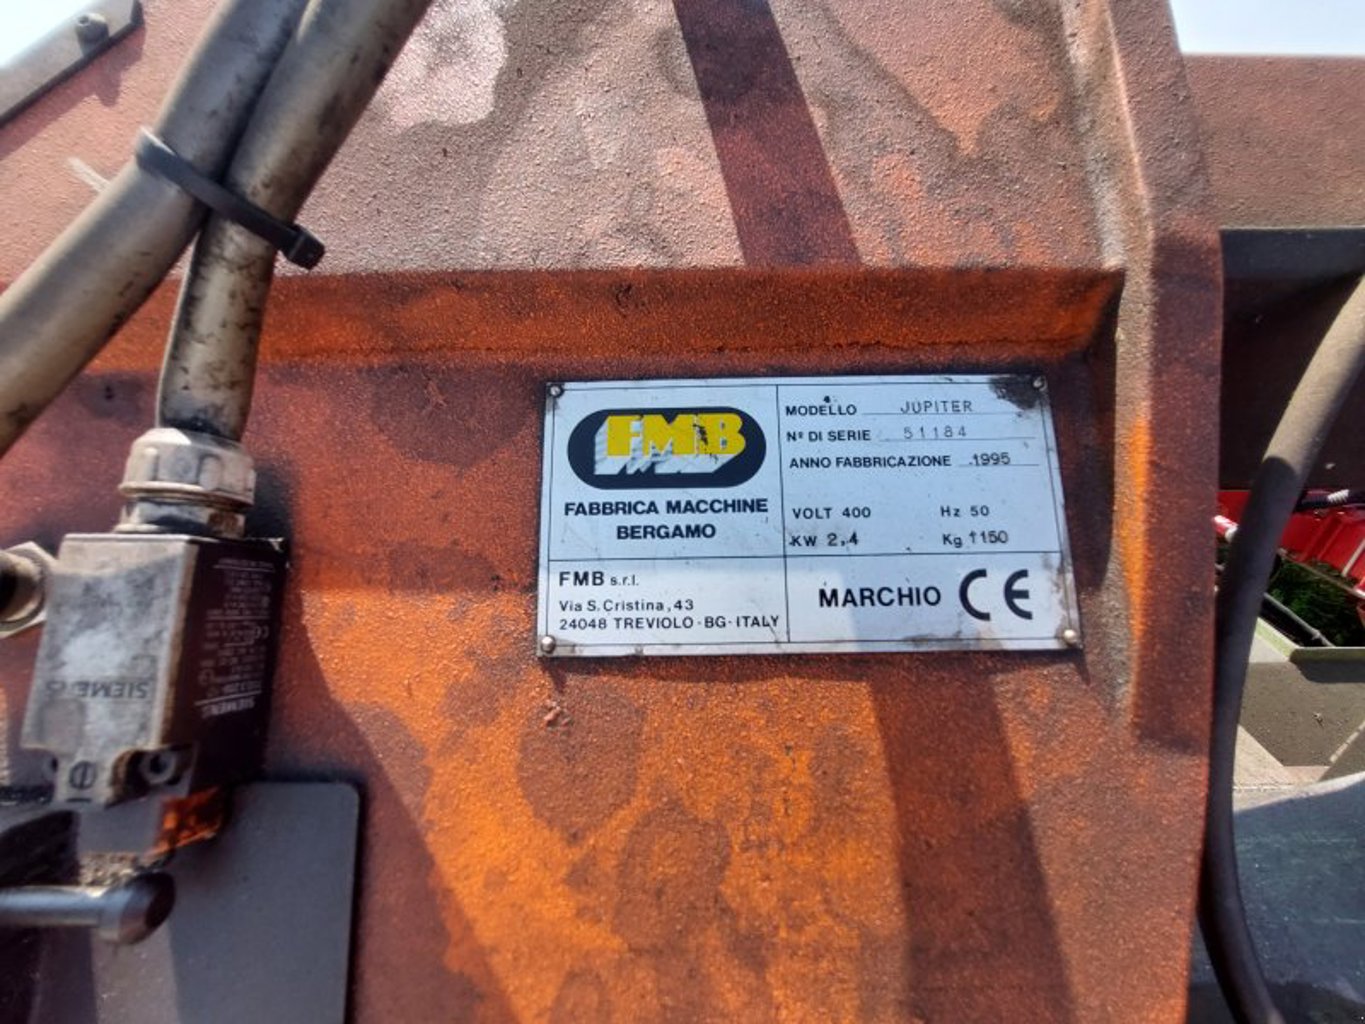 FMB
FABBRICA MACCHINE
BERGAMO
MODELLO JUPITER
Nº DI SERIE 51184
ANNO FABBRICAZIONE 1995
VOLT 400 Hz 50
KW 2,4 Kg 1150
FMB s.r.l.
Via S. Cristina, 43
24048 TREVIOLO-BG-ITALY
MARCHIO CE
SIEMENS
SIEMENS